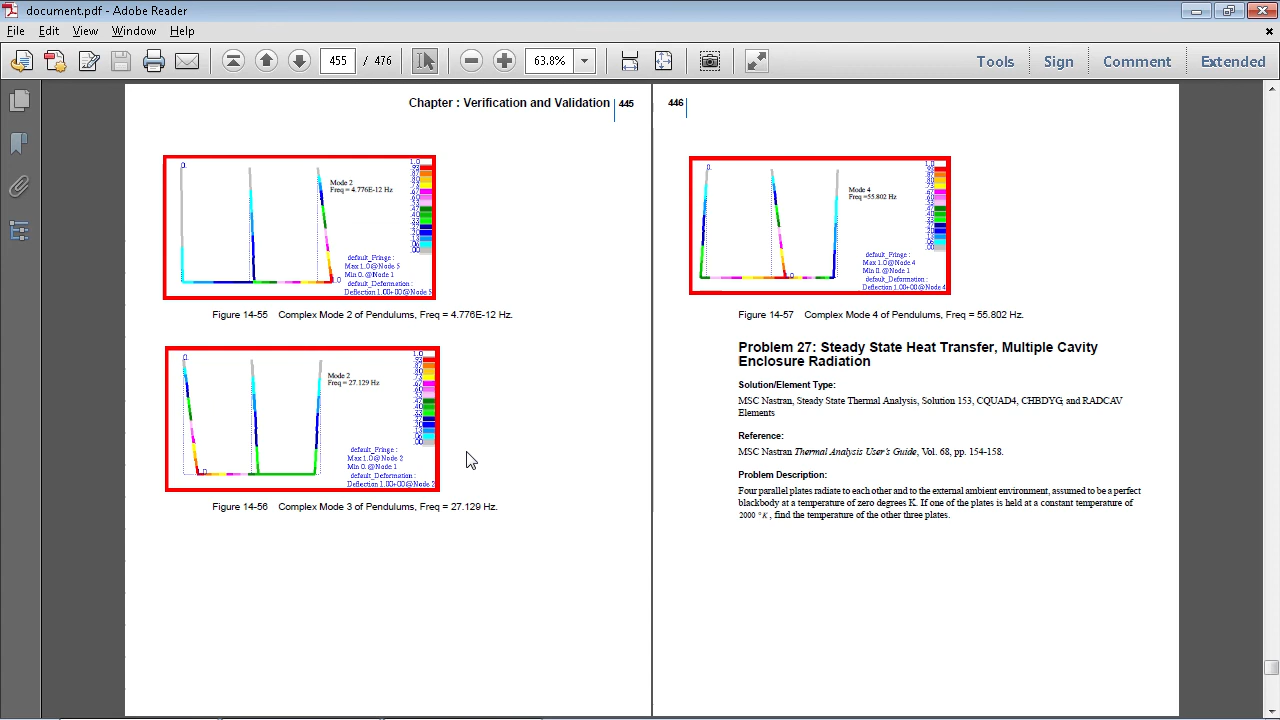 document.pdf - Adobe Reader
File Edit View Window Help
455 / 476 63.8% Tools Sign Comment Extended
Chapter : Verification and Validation 445
0.
Mode 2
Freq = 4.776E-12 Hz
default_Fringe :
Max 1.0@Node 5
Min 0. @Node 1
default_Deformation :
Deflection 1.00+00@Node 5
Figure 14-55 Complex Mode 2 of Pendulums, Freq = 4.776E-12 Hz.
0.
Mode 2
Freq = 27.129 Hz
default_Fringe :
Max 1.0@Node 2
Min 0. @Node 1
default_Deformation :
Deflection 1.00+00@Node 2
Figure 14-56 Complex Mode 3 of Pendulums, Freq = 27.129 Hz.
446
0.
Mode 4
Freq =55.802 Hz
default_Fringe :
Max 1.0@Node 4
Min 0. @Node 1
default_Deformation :
Deflection 1.00+00@Node 4
Figure 14-57 Complex Mode 4 of Pendulums, Freq = 55.802 Hz.
Problem 27: Steady State Heat Transfer, Multiple Cavity
Enclosure Radiation
Solution/Element Type:
MSC Nastran, Steady State Thermal Analysis, Solution 153, CQUAD4, CHBDYG, and RADCAV
Elements
Reference:
MSC Nastran Thermal Analysis User's Guide, Vol. 68, pp. 154-158.
Problem Description:
Four parallel plates radiate to each other and to the external ambient environment, assumed to be a perfect
blackbody at a temperature of zero degrees K. If one of the plates is held at a constant temperature of
2000 °K, find the temperature of the other three plates.